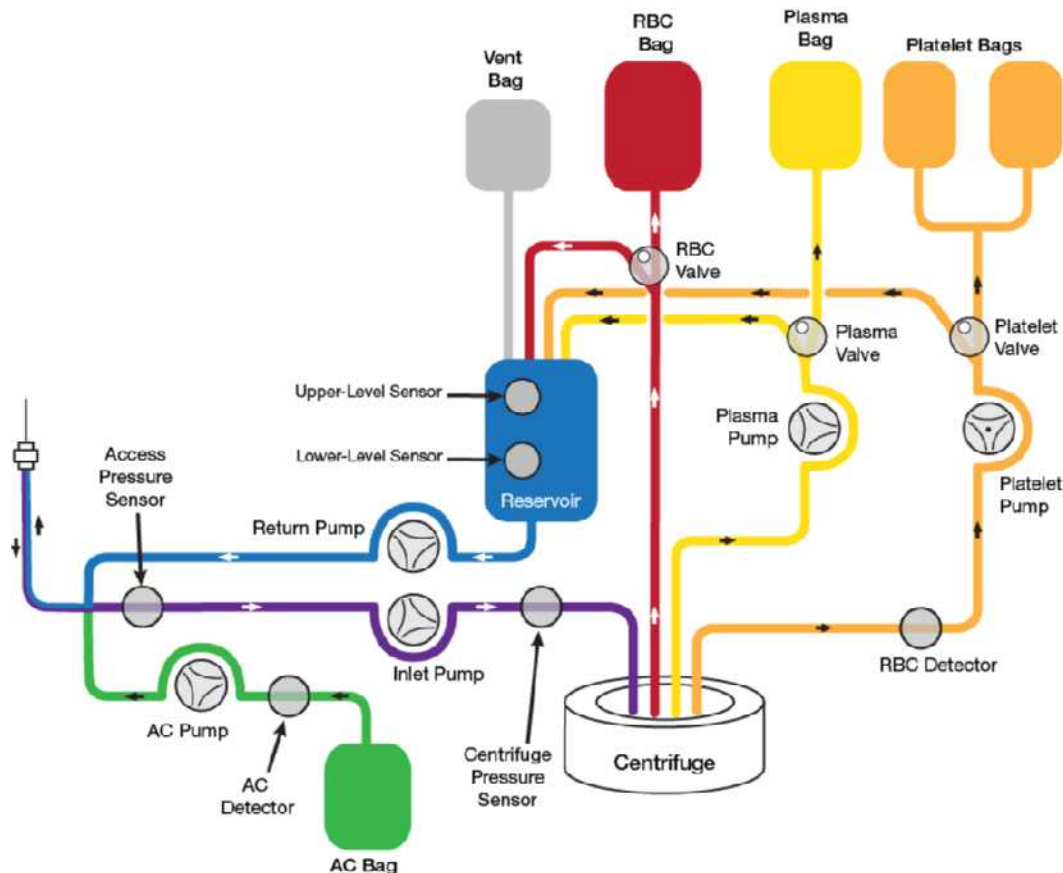 RBC
Bag
Plasma
Bag
Platelet Bags
Vent
Bag
RBC
Valve
Plasma
Valve
Platelet
Valve
Upper-Level Sensor
Lower-Level Sensor
Reservoir
Plasma
Pump
Platelet
Pump
Access
Pressure
Sensor
Return Pump
Inlet Pump
RBC Detector
AC Pump
AC
Detector
Centrifuge
Pressure
Sensor
Centrifuge
AC Bag